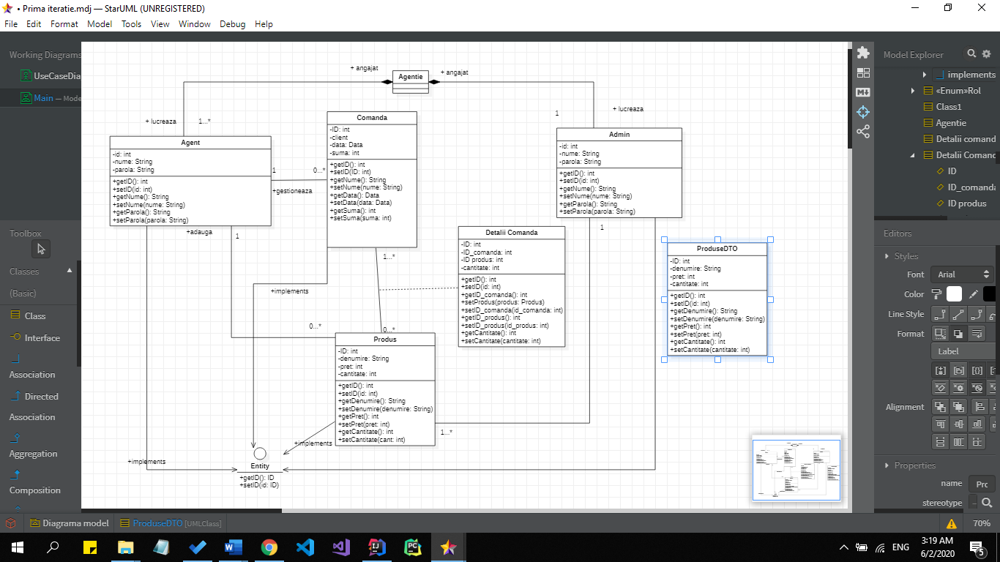 • Prima iteratie.mdj — StarUML (UNREGISTERED)
File Edit Format Model Tools View Window Debug Help
Working Diagrams
UseCaseDia
Main — Mode
Toolbox
Classes
(Basic)
Class
Interface
Association
Directed
Association
Aggregation
Composition
+ angajat
Agentie
+ angajat
+ lucreaza
1...*
1
+ lucreaza
Agent
-id: int
-nume: String
-parola: String
+getID(): int
+setID(id: int)
+getNume(): String
+setNume(nume: String)
+getParola(): String
+setParola(parola: String)
1
0...*
+gestioneaza
Comanda
-ID: int
-client
-data: Data
-suma: int
+getID(): int
+setID(ID: int)
+getNume(): String
+setNume(nume: String)
+getData(): Data
+setData(data: Data)
+getSuma(): int
+setSuma(suma: int)
Admin
-id: int
-nume: String
-parola: String
+getID(): int
+setID(id: int)
+getNume(): String
+setNume(nume: String)
+getParola(): String
+setParola(parola: String)
+adauga
1
1
1...*
Detalii Comanda
-ID: int
-ID_comanda: int
-ID produs: int
-cantitate: int
+getID(): int
+setID(id: int)
+getID_comanda(): int
+setProdus(produs: Produs)
+setID_comanda(id_comanda: int)
+getID_produs(): int
+setID_produs(id_produs: int)
+getCantitate(): int
+setCantitate(cantitate: int)
ProduseDTO
-ID: int
-denumire: String
-pret: int
-cantitate: int
+getID(): int
+setID(id: int)
+getDenumire(): String
+setDenumire(denumire: String)
+getPret(): int
+setPret(pret: int)
+getCantitate(): int
+setCantitate(cantitate: int)
+implements
0...*
0...*
Produs
-ID: int
-denumire: String
-pret: int
-cantitate: int
+getID(): int
+setID(id: int)
+getDenumire(): String
+setDenumire(denumire: String)
+getPret(): int
+setPret(pret: int)
+getCantitate(): int
+setCantitate(cant: int)
1...*
+implements
+implements
Entity
+getID(): ID
+setID(id: ID)
Model Explorer
implements
«Enum»Rol
Class1
Agentie
Detalii comand
Detalii Comanc
ID
ID_comanda
ID produs
Editors
Styles
Font Arial
Color
Line Style
Format
Label
Alignment
Properties
name Prc
stereotype
Diagrama model
ProduseDTO [UMLClass]
70%
ENG
3:19 AM
6/2/2020
5